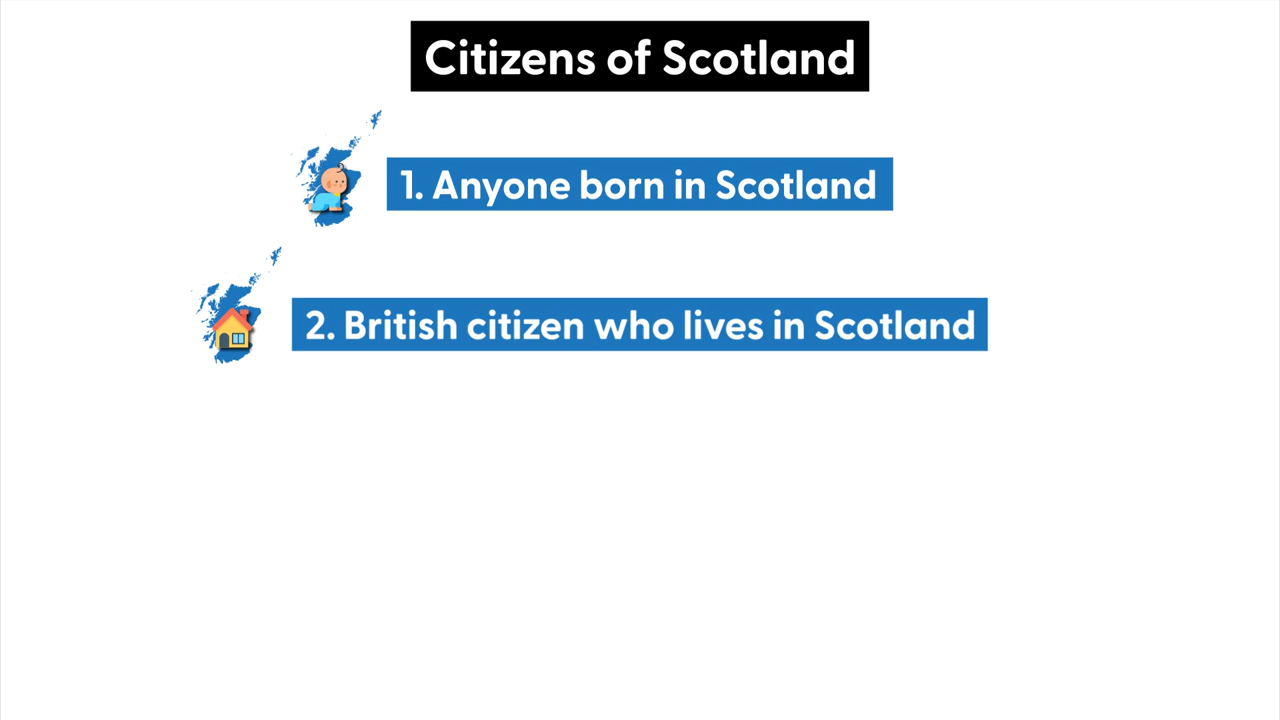 Citizens of Scotland
1. Anyone born in Scotland
2. British citizen who lives in Scotland